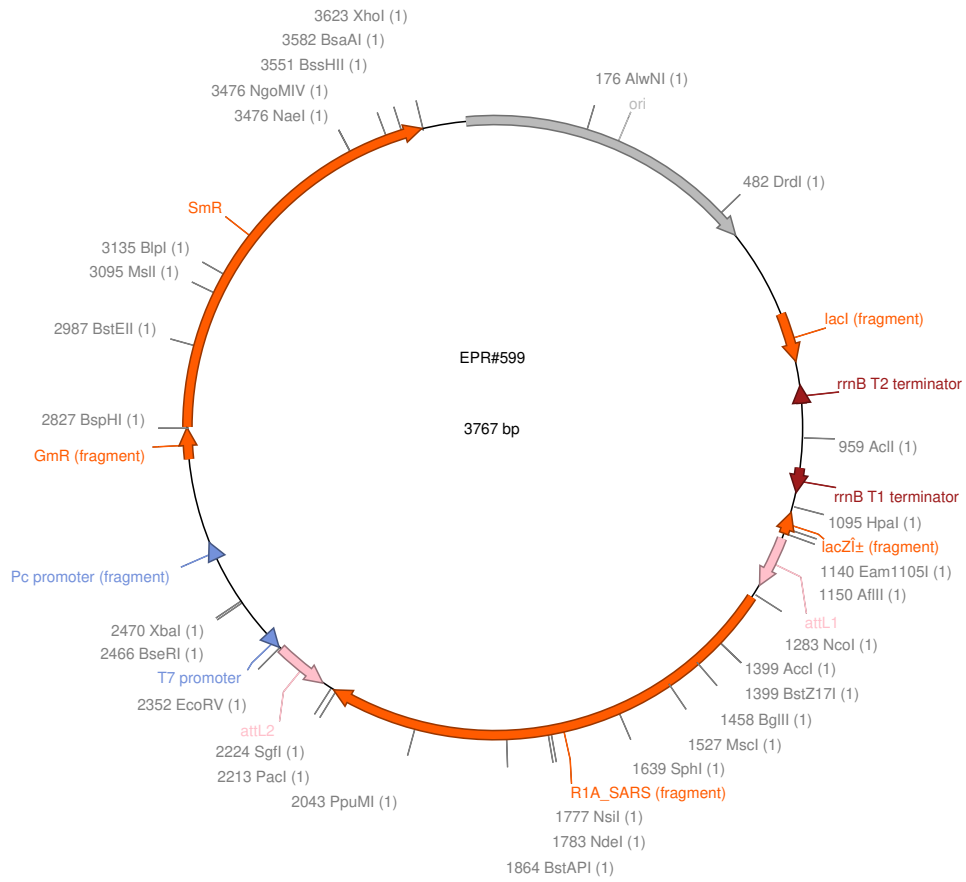 3623 XhoI (1)
3582 BsaAI (1)
3551 BssHII (1)
3476 NgoMIV (1)
3476 NaeI (1)
176 AlwNI (1)
ori
482 DrdI (1)
SmR
3135 BlpI (1)
3095 MslI (1)
2987 BstEII (1)
lacI (fragment)
EPR#599
rrnB T2 terminator
2827 BspHI (1)
3767 bp
959 AclI (1)
GmR (fragment)
rrnB T1 terminator
1095 HpaI (1)
lacZÎ± (fragment)
1140 Eam1105I (1)
Pc promoter (fragment)
1150 AflII (1)
attL1
2470 XbaI (1)
1283 NcoI (1)
2466 BseRI (1)
1399 AccI (1)
T7 promoter
1399 BstZ17I (1)
2352 EcoRV (1)
1458 BglII (1)
attL2
1527 MscI (1)
2224 SgfI (1)
1639 SphI (1)
2213 PacI (1)
R1A_SARS (fragment)
2043 PpuMI (1)
1777 NsiI (1)
1783 NdeI (1)
1864 BstAPI (1)